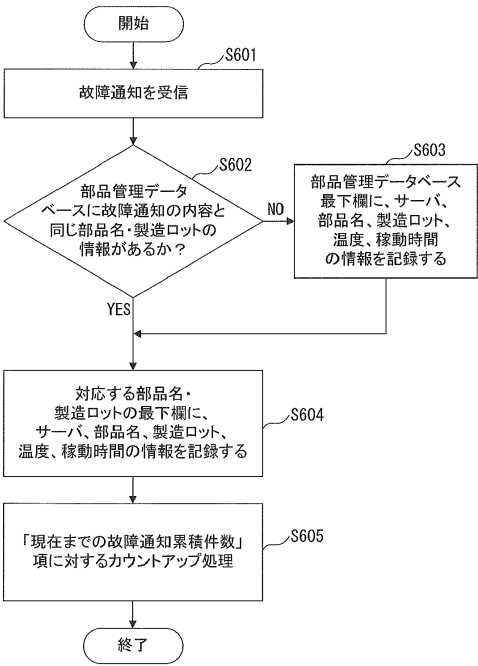 開始
S601
故障通知を受信
S602
部品管理データ
ベースに故障通知の内容と
同じ部品名・製造ロットの
情報があるか？
NO
YES
S603
部品管理データベース
最下欄に、サーバ、
部品名、製造ロット、
温度、稼動時間
の情報を記録する
対応する部品名・
製造ロットの最下欄に、
サーバ、部品名、製造ロット、
温度、稼動時間の情報を記録する
S604
「現在までの故障通知累積件数」
項に対するカウントアップ処理
S605
終了